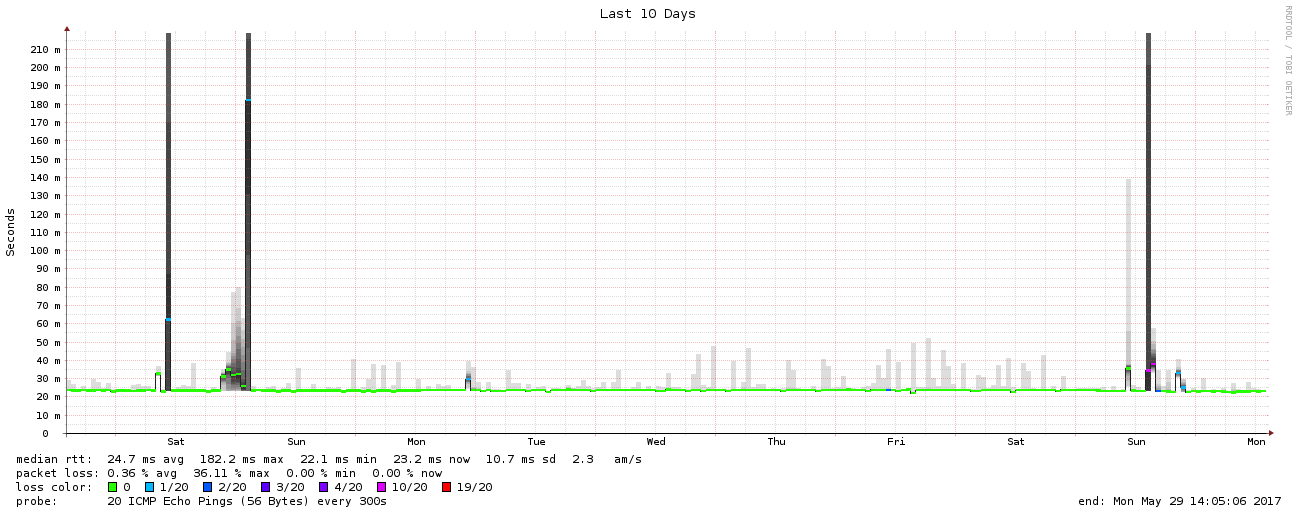 Last 10 Days
RRDTOOL / TOBI OETIKER
Seconds
210 m
200 m
190 m
180 m
170 m
160 m
150 m
140 m
130 m
120 m
110 m
100 m
90 m
80 m
70 m
60 m
50 m
40 m
30 m
20 m
10 m
0
Sat Sun Mon Tue Wed Thu Fri Sat Sun Mon
median rtt: 24.7 ms avg 182.2 ms max 22.1 ms min 23.2 ms now 10.7 ms sd 2.3 am/s
packet loss: 0.36 % avg 36.11 % max 0.00 % min 0.00 % now
loss color: 0 1/20 2/20 3/20 4/20 10/20 19/20
probe: 20 ICMP Echo Pings (56 Bytes) every 300s end: Mon May 29 14:05:06 2017